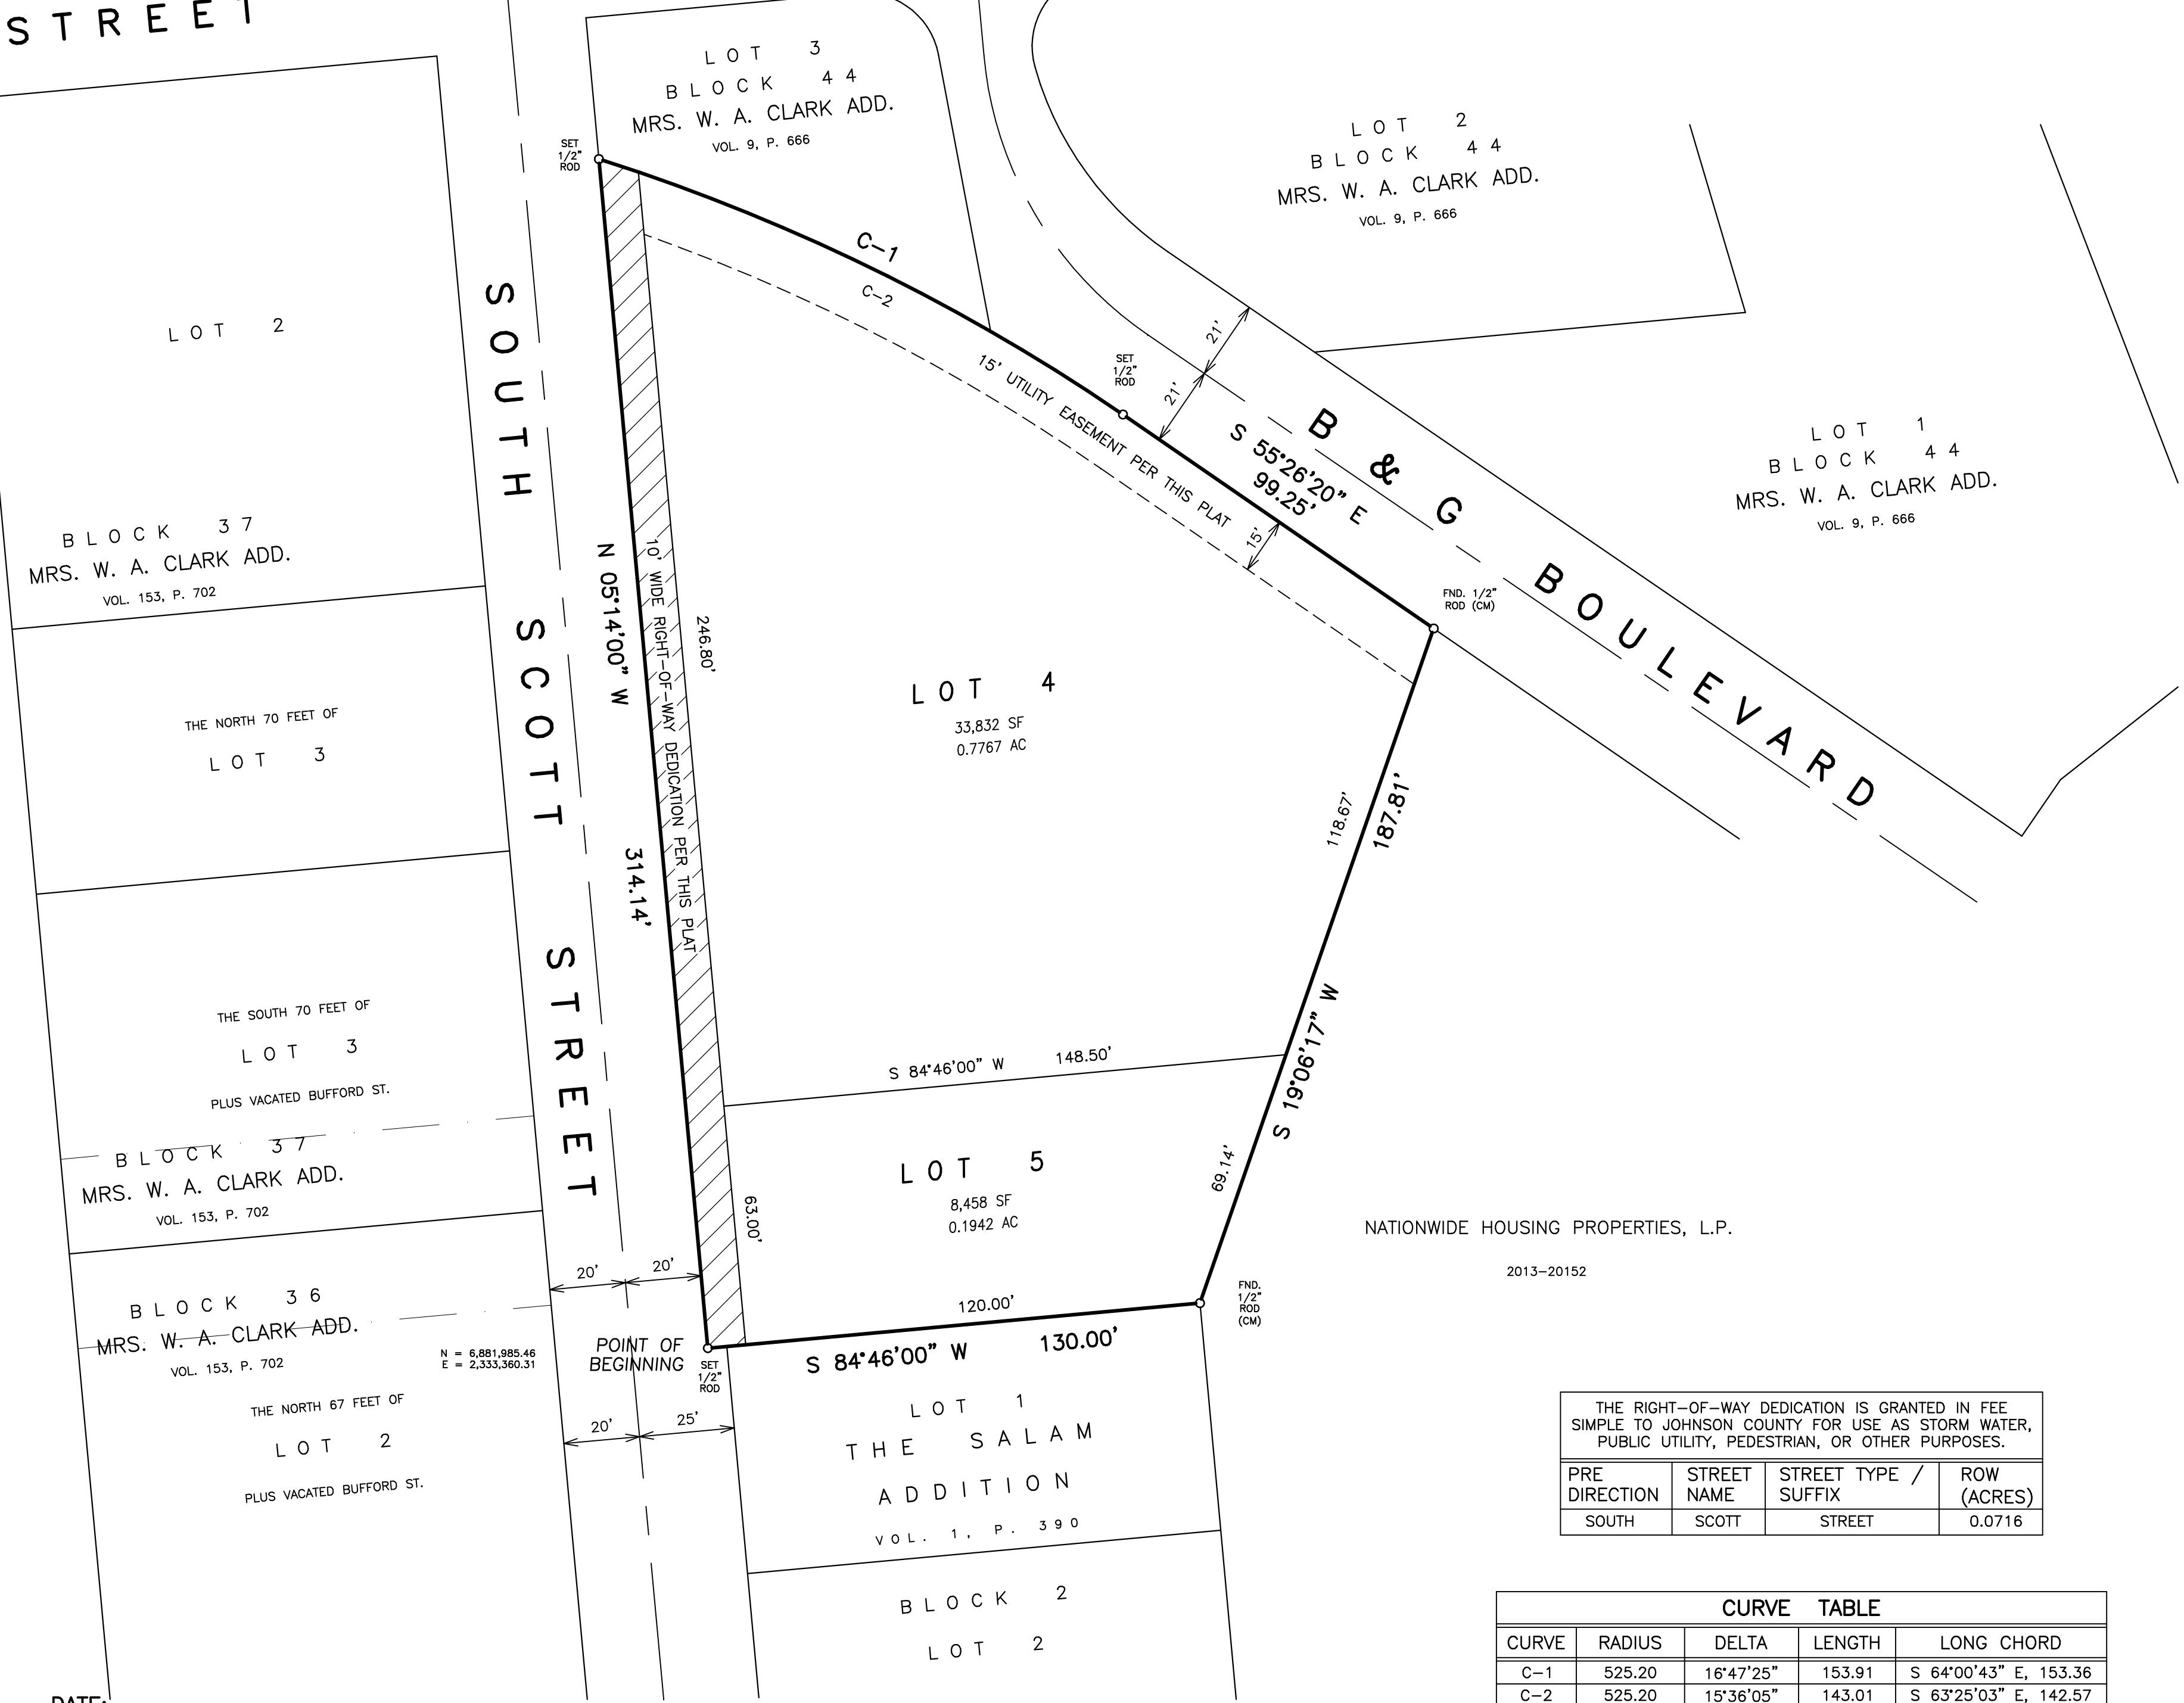 STREET
LOT 3
BLOCK 44
MRS. W. A. CLARK ADD.
VOL. 9, P. 666
SET
1/2"
ROD
LOT 2
BLOCK 44
MRS. W. A. CLARK ADD.
VOL. 9, P. 666
C-1
C-2
LOT 2
BLOCK 37
MRS. W. A. CLARK ADD.
VOL. 153, P. 702
SOUTH SCOTT STREET
21'
21'
SET
1/2"
ROD
15' UTILITY EASEMENT PER THIS PLAT
15'
S 55°26'20" E
99.25'
B & G BOULEVARD
LOT 1
BLOCK 44
MRS. W. A. CLARK ADD.
VOL. 9, P. 666
FND. 1/2"
ROD (CM)
N 05°14'00" W 314.14'
10' WIDE RIGHT-OF-WAY DEDICATION PER THIS PLAT
246.80'
LOT 4
33,832 SF
0.7767 AC
118.67'
187.81'
S 19°06'17" W
THE NORTH 70 FEET OF
LOT 3
THE SOUTH 70 FEET OF
LOT 3
PLUS VACATED BUFFORD ST.
BLOCK 37
MRS. W. A. CLARK ADD.
VOL. 153, P. 702
S 84°46'00" W 148.50'
LOT 5
8,458 SF
0.1942 AC
63.00'
69.14'
120.00'
S 84°46'00" W 130.00'
FND.
1/2"
ROD
(CM)
NATIONWIDE HOUSING PROPERTIES, L.P.
2013-20152
20'
20'
BLOCK 36
MRS. W. A. CLARK ADD.
VOL. 153, P. 702
N = 6,881,985.46
E = 2,333,360.31
POINT OF
BEGINNING
SET
1/2"
ROD
THE NORTH 67 FEET OF
LOT 2
PLUS VACATED BUFFORD ST.
20'
25'
LOT 1
THE SALAM
ADDITION
VOL. 1, P. 390
BLOCK 2
LOT 2
THE RIGHT-OF-WAY DEDICATION IS GRANTED IN FEE
SIMPLE TO JOHNSON COUNTY FOR USE AS STORM WATER,
PUBLIC UTILITY, PEDESTRIAN, OR OTHER PURPOSES.
PRE DIRECTION STREET NAME STREET TYPE / SUFFIX ROW (ACRES)
SOUTH SCOTT STREET 0.0716
CURVE TABLE
CURVE RADIUS DELTA LENGTH LONG CHORD
C-1 525.20 16°47'25" 153.91 S 64°00'43" E, 153.36
C-2 525.20 15°36'05" 143.01 S 63°25'03" E, 142.57
DATE: